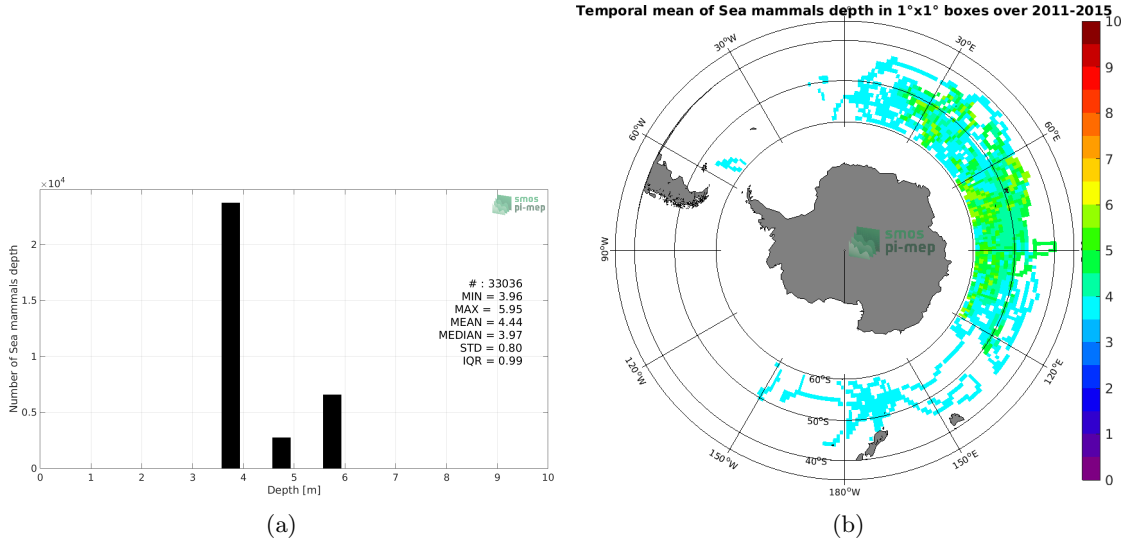 Temporal mean of Sea mammals depth in 1°x1° boxes over 2011-2015
×10⁴
Number of Sea mammals depth
2
1.5
1
0.5
0
0 1 2 3 4 5 6 7 8 9 10
Depth [m]
smos
pi-mep
# : 33036
MIN = 3.96
MAX = 5.95
MEAN = 4.44
MEDIAN = 3.97
STD = 0.80
IQR = 0.99
(a)
30°W
0°
30°E
60°W
60°E
90°W
120°W
120°E
150°W
150°E
180°W
60°S
50°S
40°S
smos
pi-mep
10
9
8
7
6
5
4
3
2
1
0
(b)